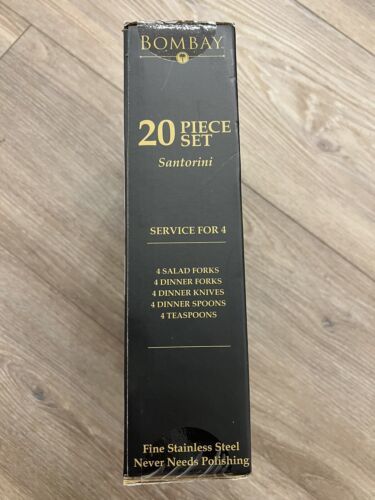 BOMBAY
20 PIECE SET
Santorini
SERVICE FOR 4
4 SALAD FORKS
4 DINNER FORKS
4 DINNER KNIVES
4 DINNER SPOONS
4 TEASPOONS
Fine Stainless Steel
Never Needs Polishing